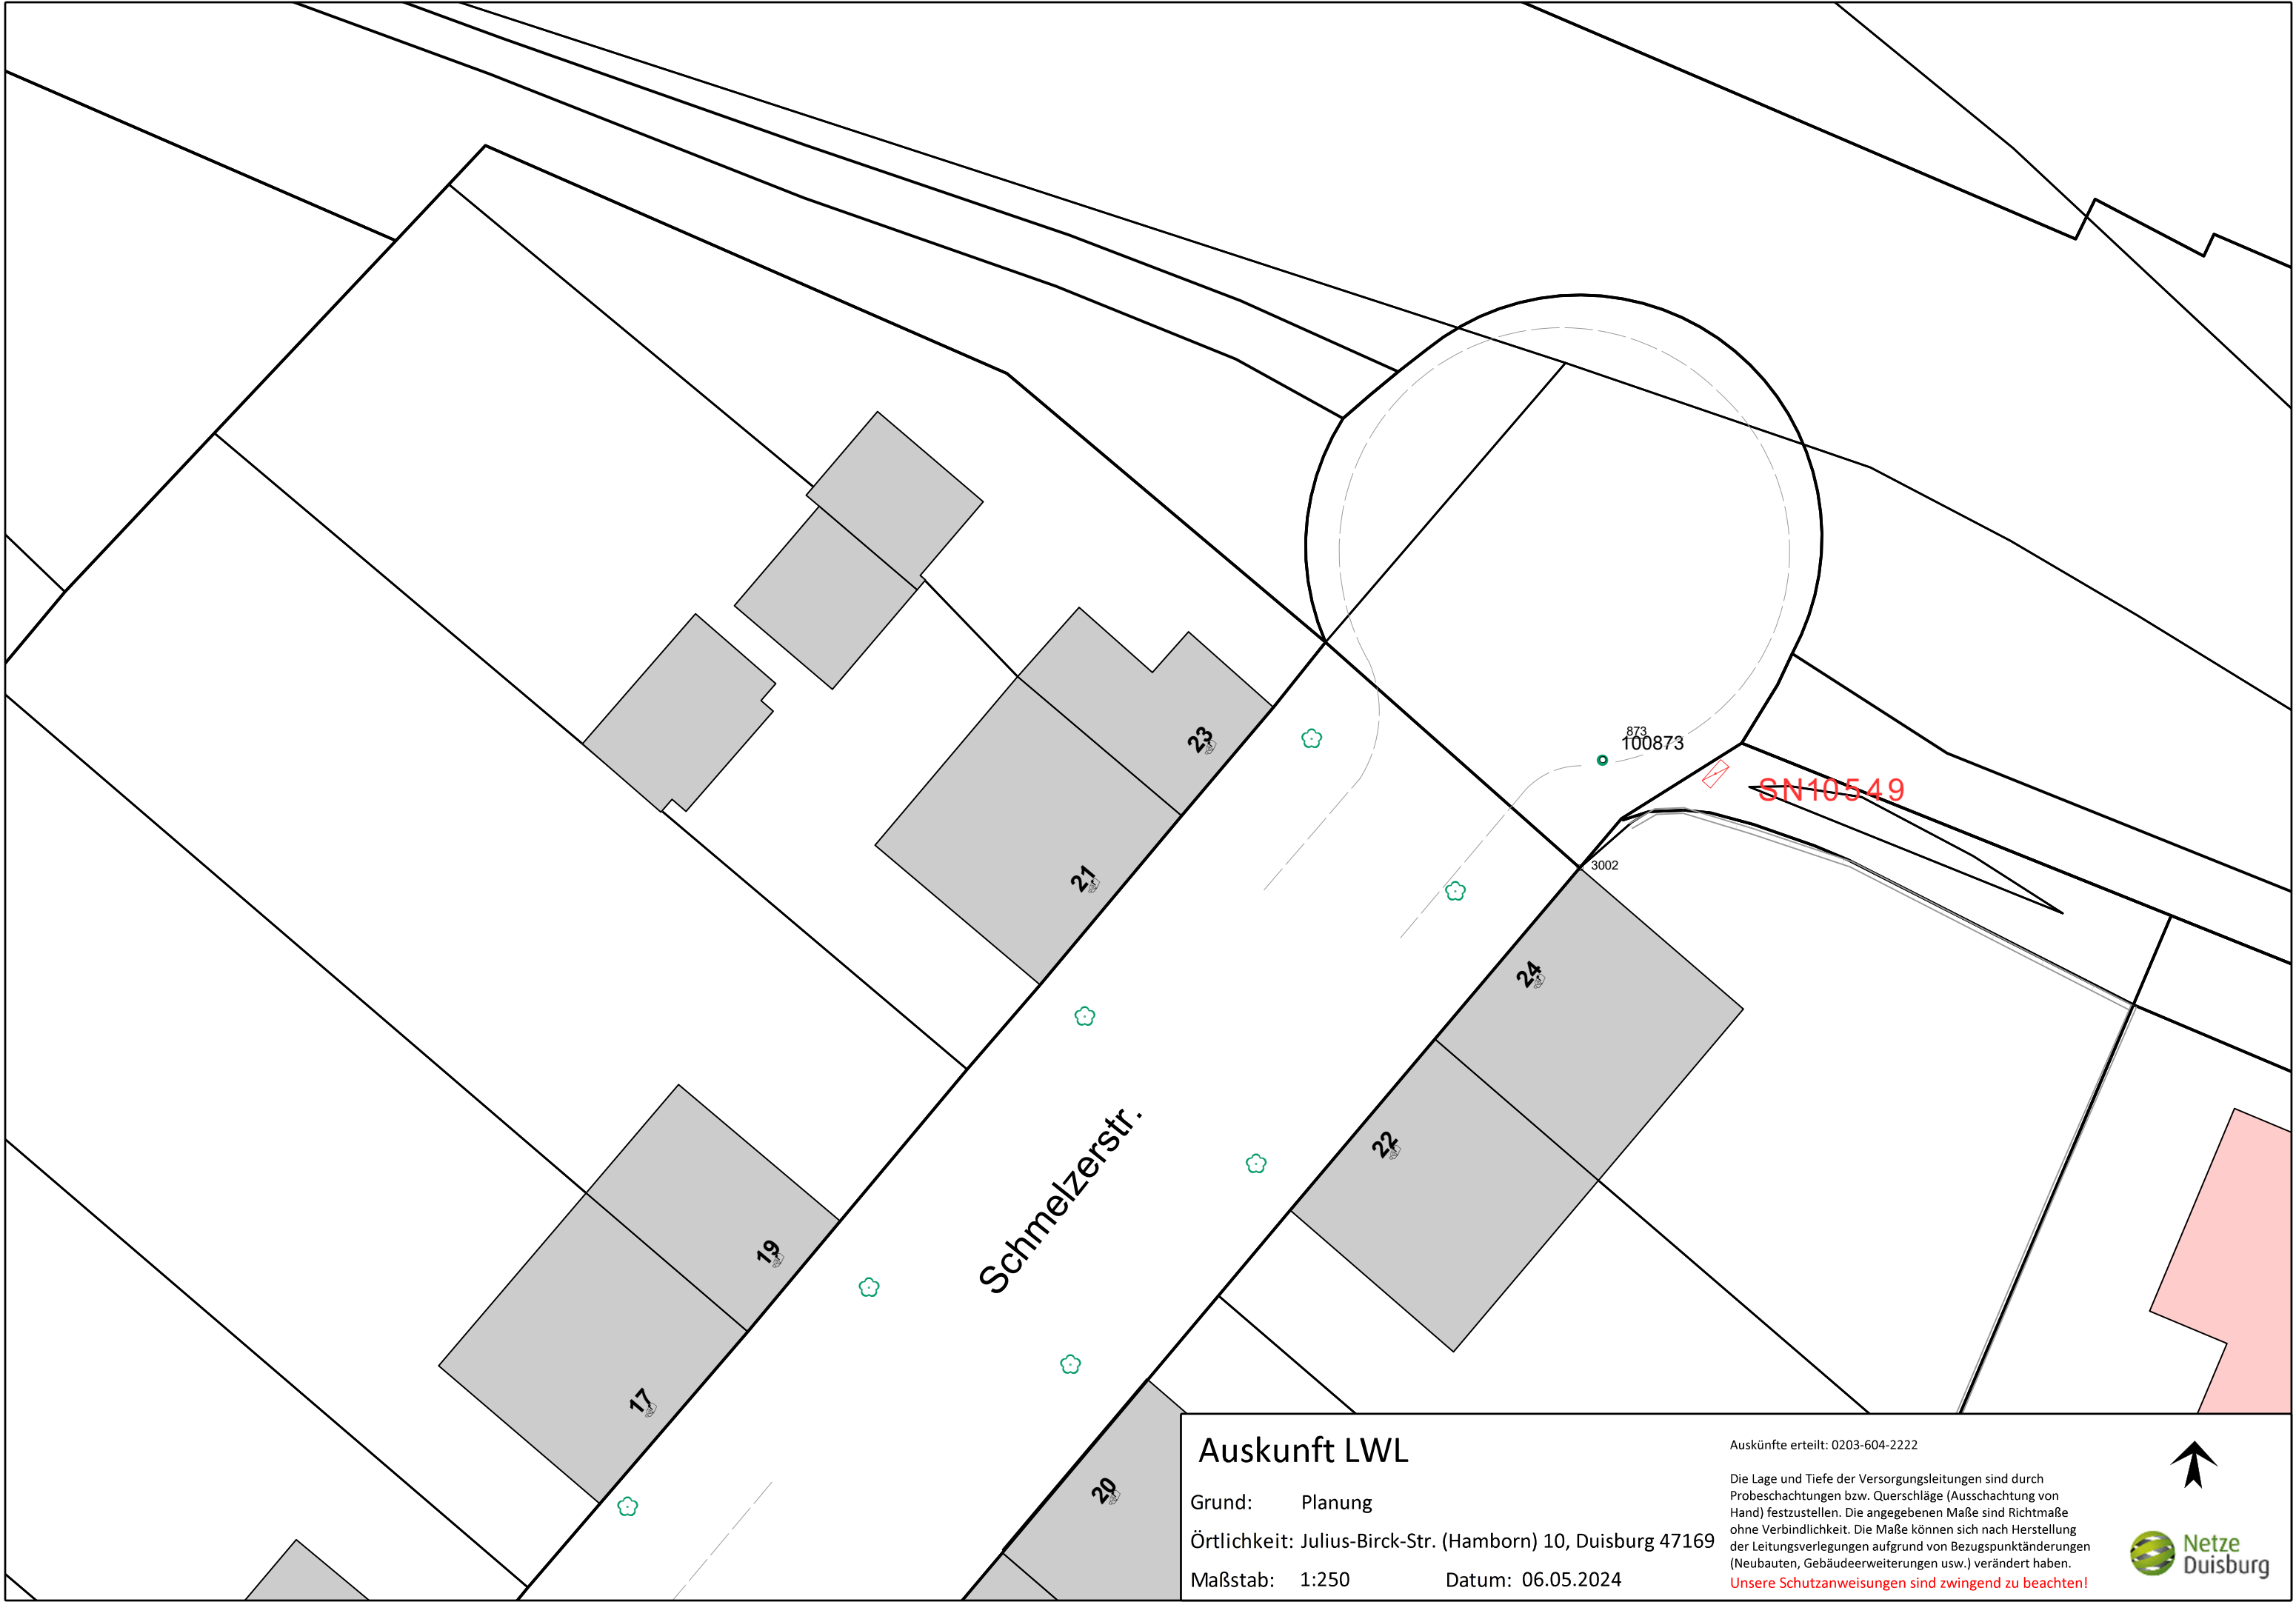 23
873
100873
SN10549
3002
21
24
22
Schmelzerstr.
19
17
20
Auskunft LWL
Grund: Planung
Örtlichkeit: Julius-Birck-Str. (Hamborn) 10, Duisburg 47169
Maßstab: 1:250 Datum: 06.05.2024
Auskünfte erteilt: 0203-604-2222
Die Lage und Tiefe der Versorgungsleitungen sind durch
Probeschachtungen bzw. Querschläge (Ausschachtung von
Hand) festzustellen. Die angegebenen Maße sind Richtmaße
ohne Verbindlichkeit. Die Maße können sich nach Herstellung
der Leitungsverlegungen aufgrund von Bezugspunktänderungen
(Neubauten, Gebäudeerweiterungen usw.) verändert haben.
Unsere Schutzanweisungen sind zwingend zu beachten!
Netze
Duisburg